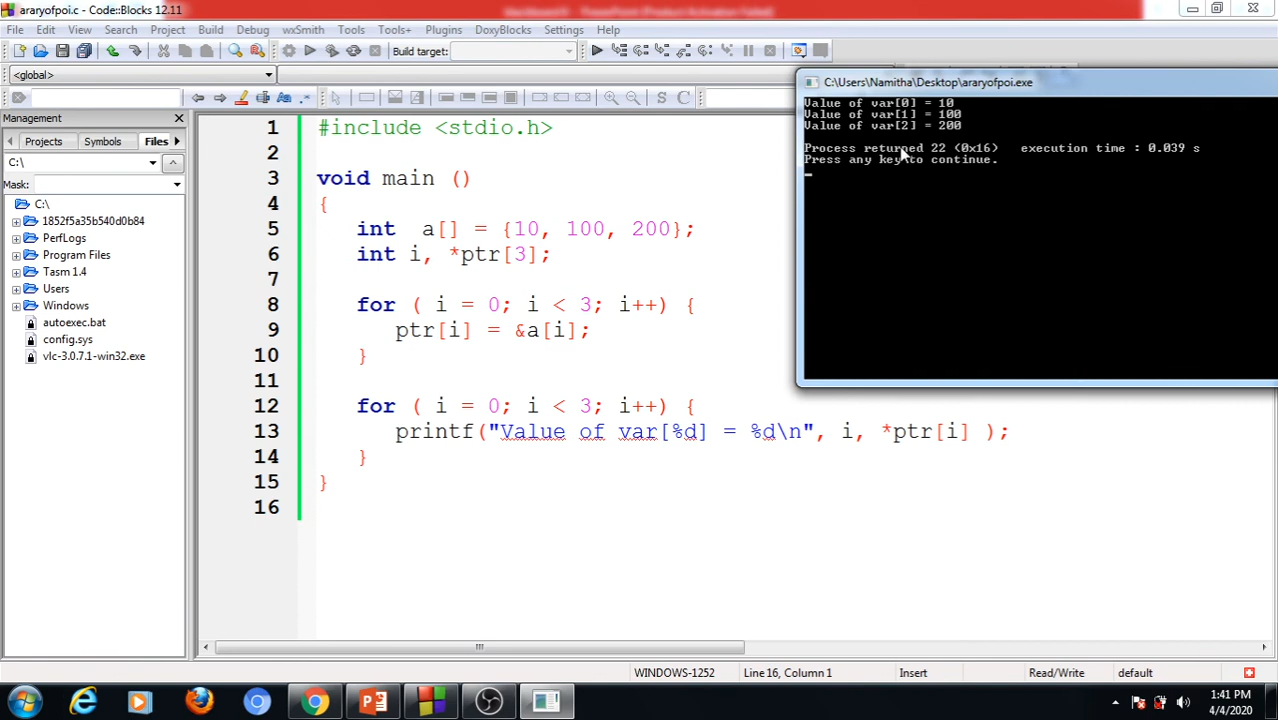 araryofpoi.c - Code::Blocks 12.11
File Edit View Search Project Build Debug wxSmith Tools Tools+ Plugins DoxyBlocks Settings Help
Build target:
<global>
Management
Projects Symbols Files
C:\
Mask:
C:\
1852f5a35b540d0b84
PerfLogs
Program Files
Tasm 1.4
Users
Windows
autoexec.bat
config.sys
vlc-3.0.7.1-win32.exe
1 #include <stdio.h>
2
3 void main ()
4 {
5 int a[] = {10, 100, 200};
6 int i, *ptr[3];
7
8 for ( i = 0; i < 3; i++) {
9 ptr[i] = &a[i];
10 }
11
12 for ( i = 0; i < 3; i++) {
13 printf("Value of var[%d] = %d\n", i, *ptr[i] );
14 }
15 }
16
C:\Users\Namitha\Desktop\araryofpoi.exe
Value of var[0] = 10
Value of var[1] = 100
Value of var[2] = 200
Process returned 22 (0x16) execution time : 0.039 s
Press any key to continue.
WINDOWS-1252 Line 16, Column 1 Insert Read/Write default
1:41 PM
4/4/2020